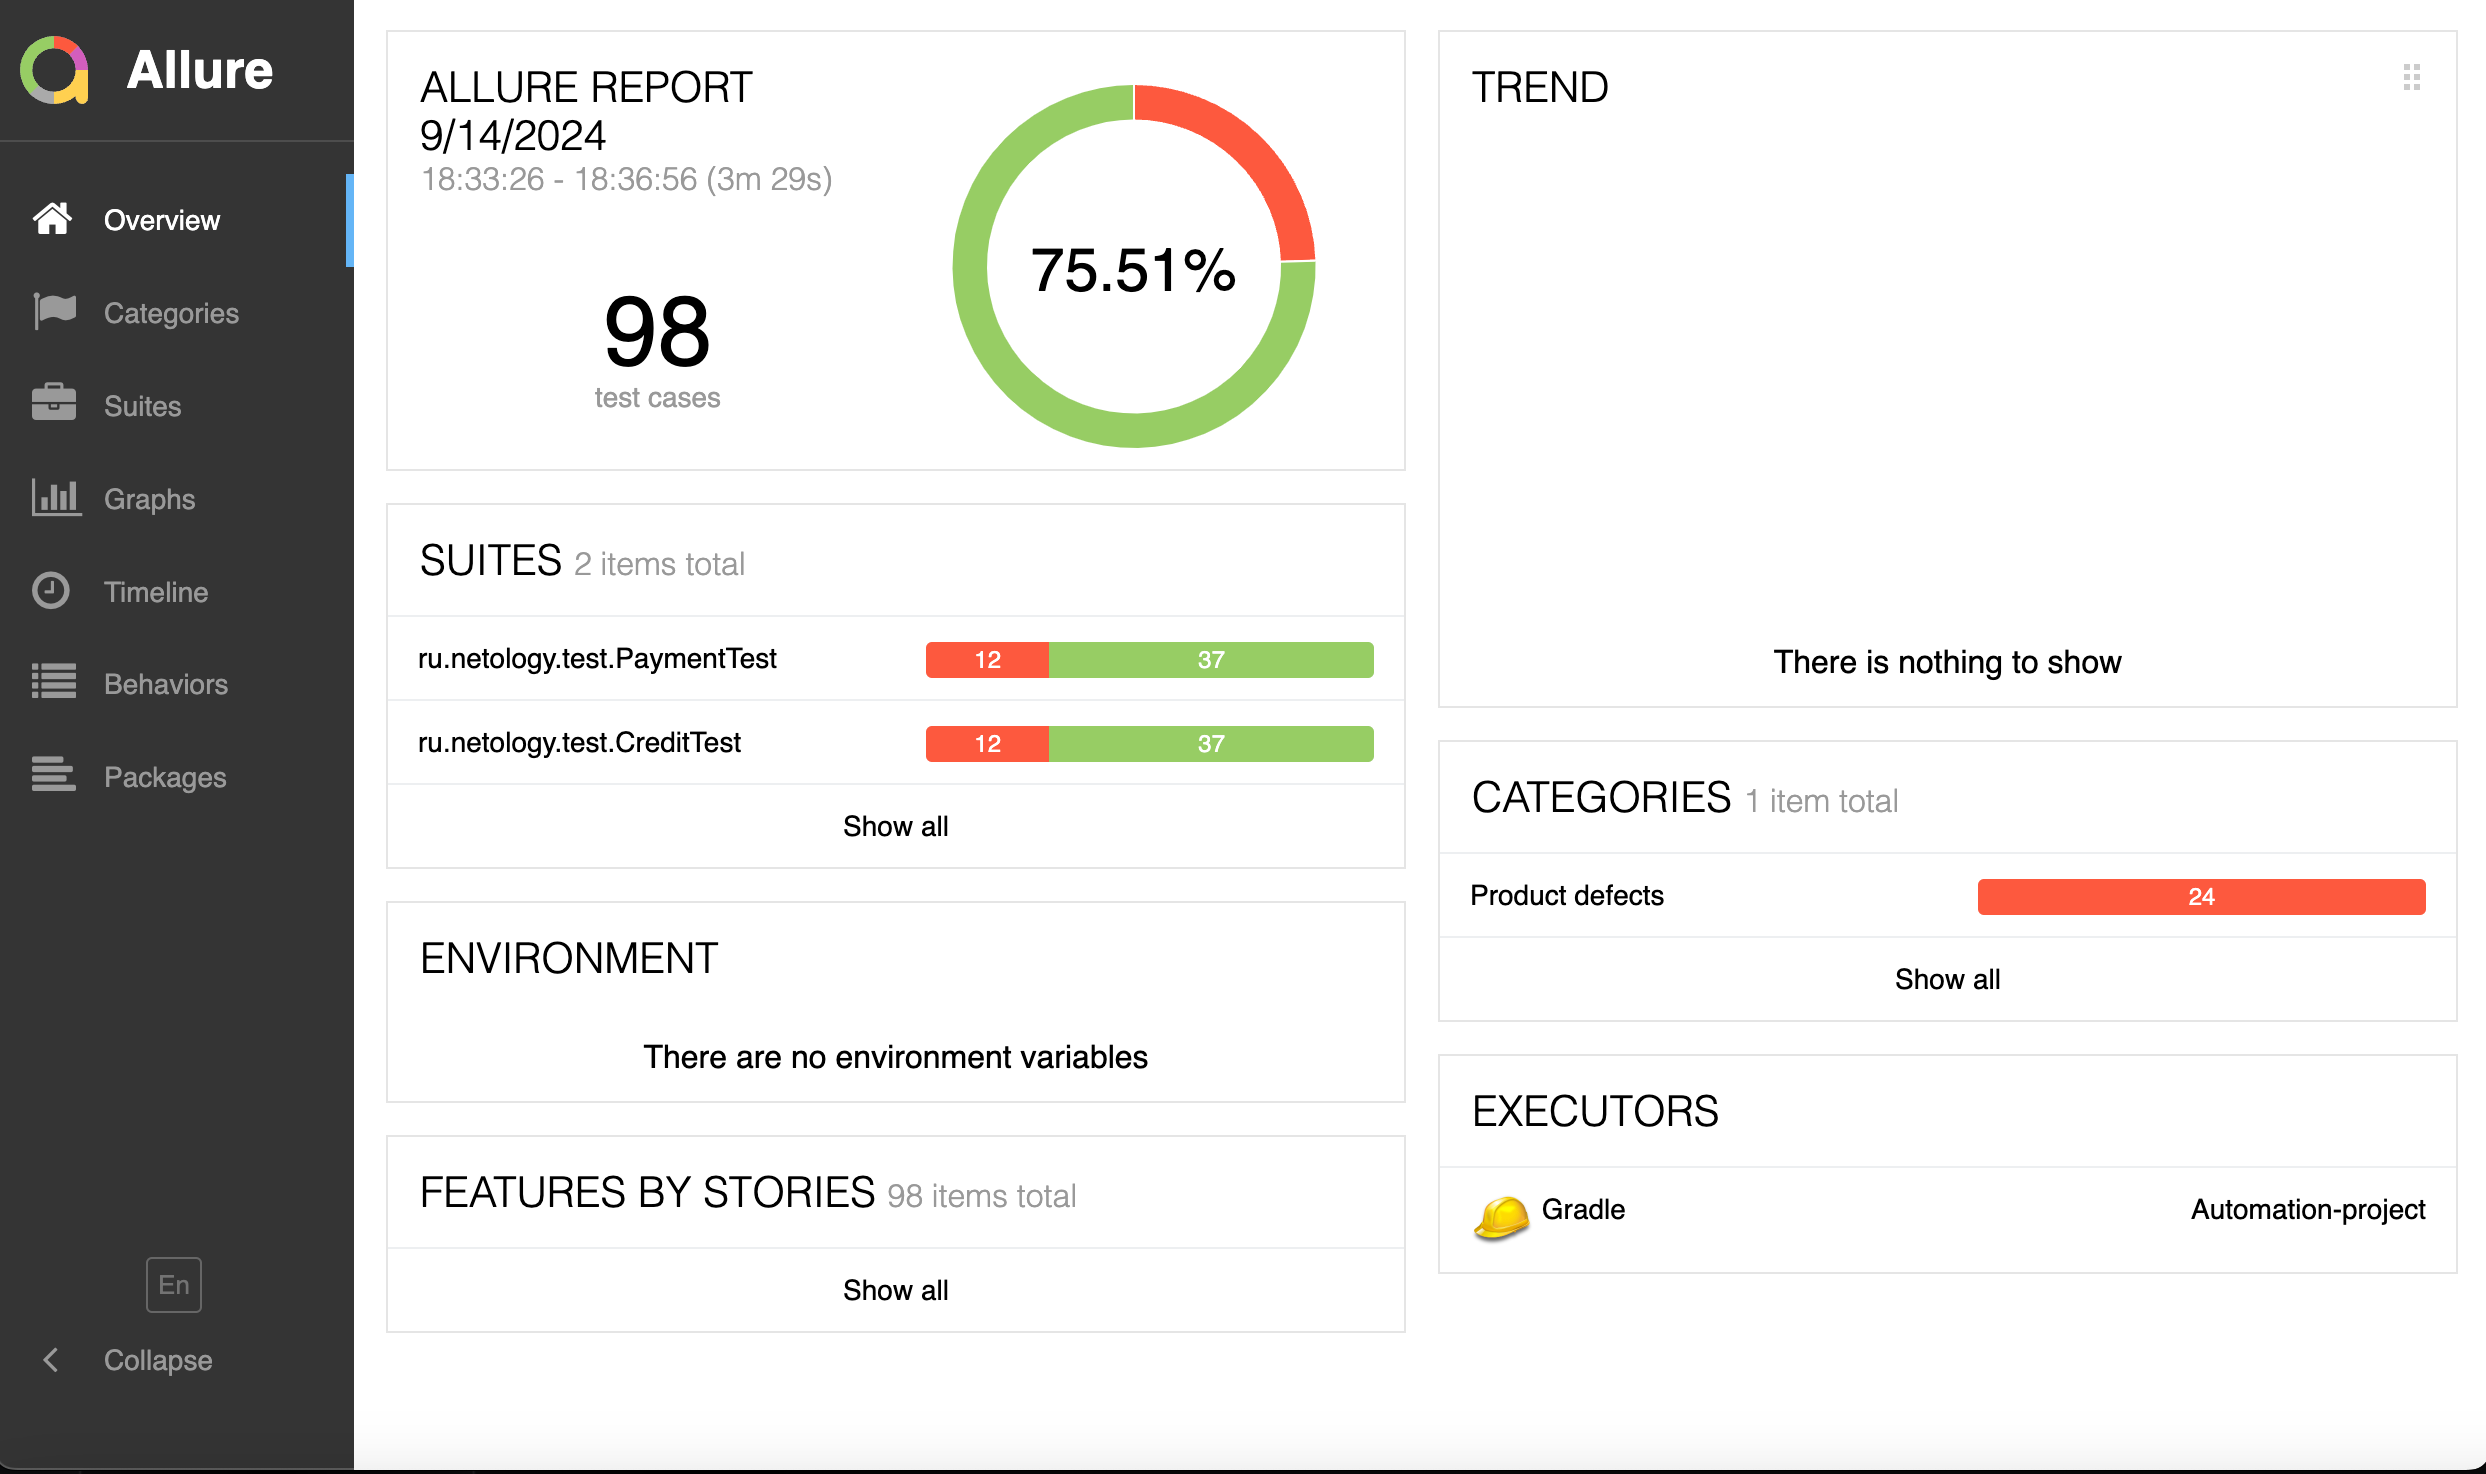 Allure
Overview
Categories
Suites
Graphs
Timeline
Behaviors
Packages
En
Collapse
ALLURE REPORT
9/14/2024
18:33:26 - 18:36:56 (3m 29s)
98
test cases
75.51%
SUITES 2 items total
ru.netology.test.PaymentTest 12 37
ru.netology.test.CreditTest 12 37
Show all
ENVIRONMENT
There are no environment variables
FEATURES BY STORIES 98 items total
Show all
TREND
There is nothing to show
CATEGORIES 1 item total
Product defects 24
Show all
EXECUTORS
Gradle Automation-project